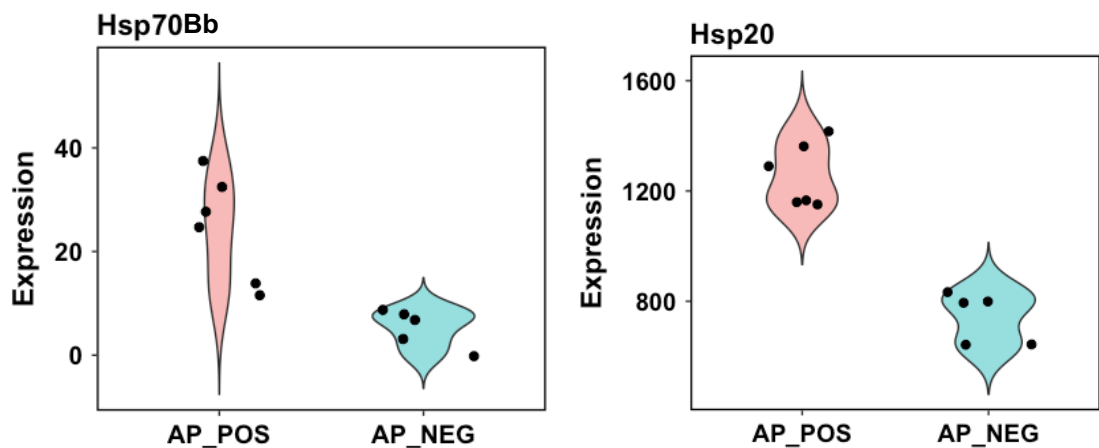 Hsp70Bb
Expression
40
20
0
AP_POS
AP_NEG
Hsp20
Expression
1600
1200
800
AP_POS
AP_NEG